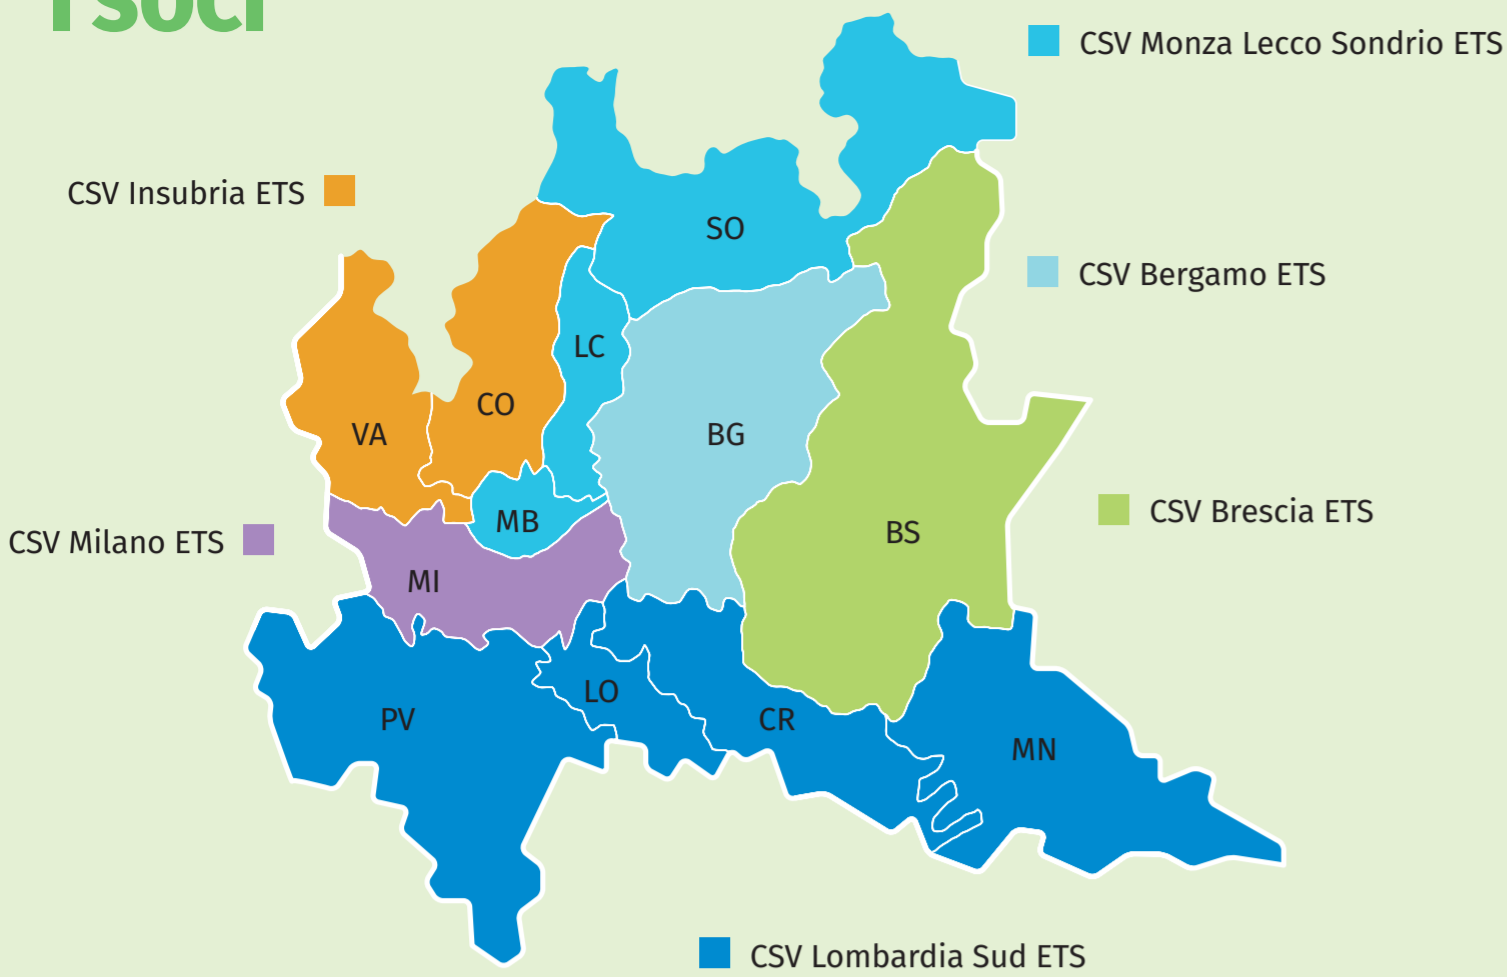 I soci
CSV Monza Lecco Sondrio ETS
CSV Insubria ETS
SO
CSV Bergamo ETS
LC
CO
VA
BG
CSV Brescia ETS
MB
BS
CSV Milano ETS
MI
LO
PV
CR
MN
CSV Lombardia Sud ETS